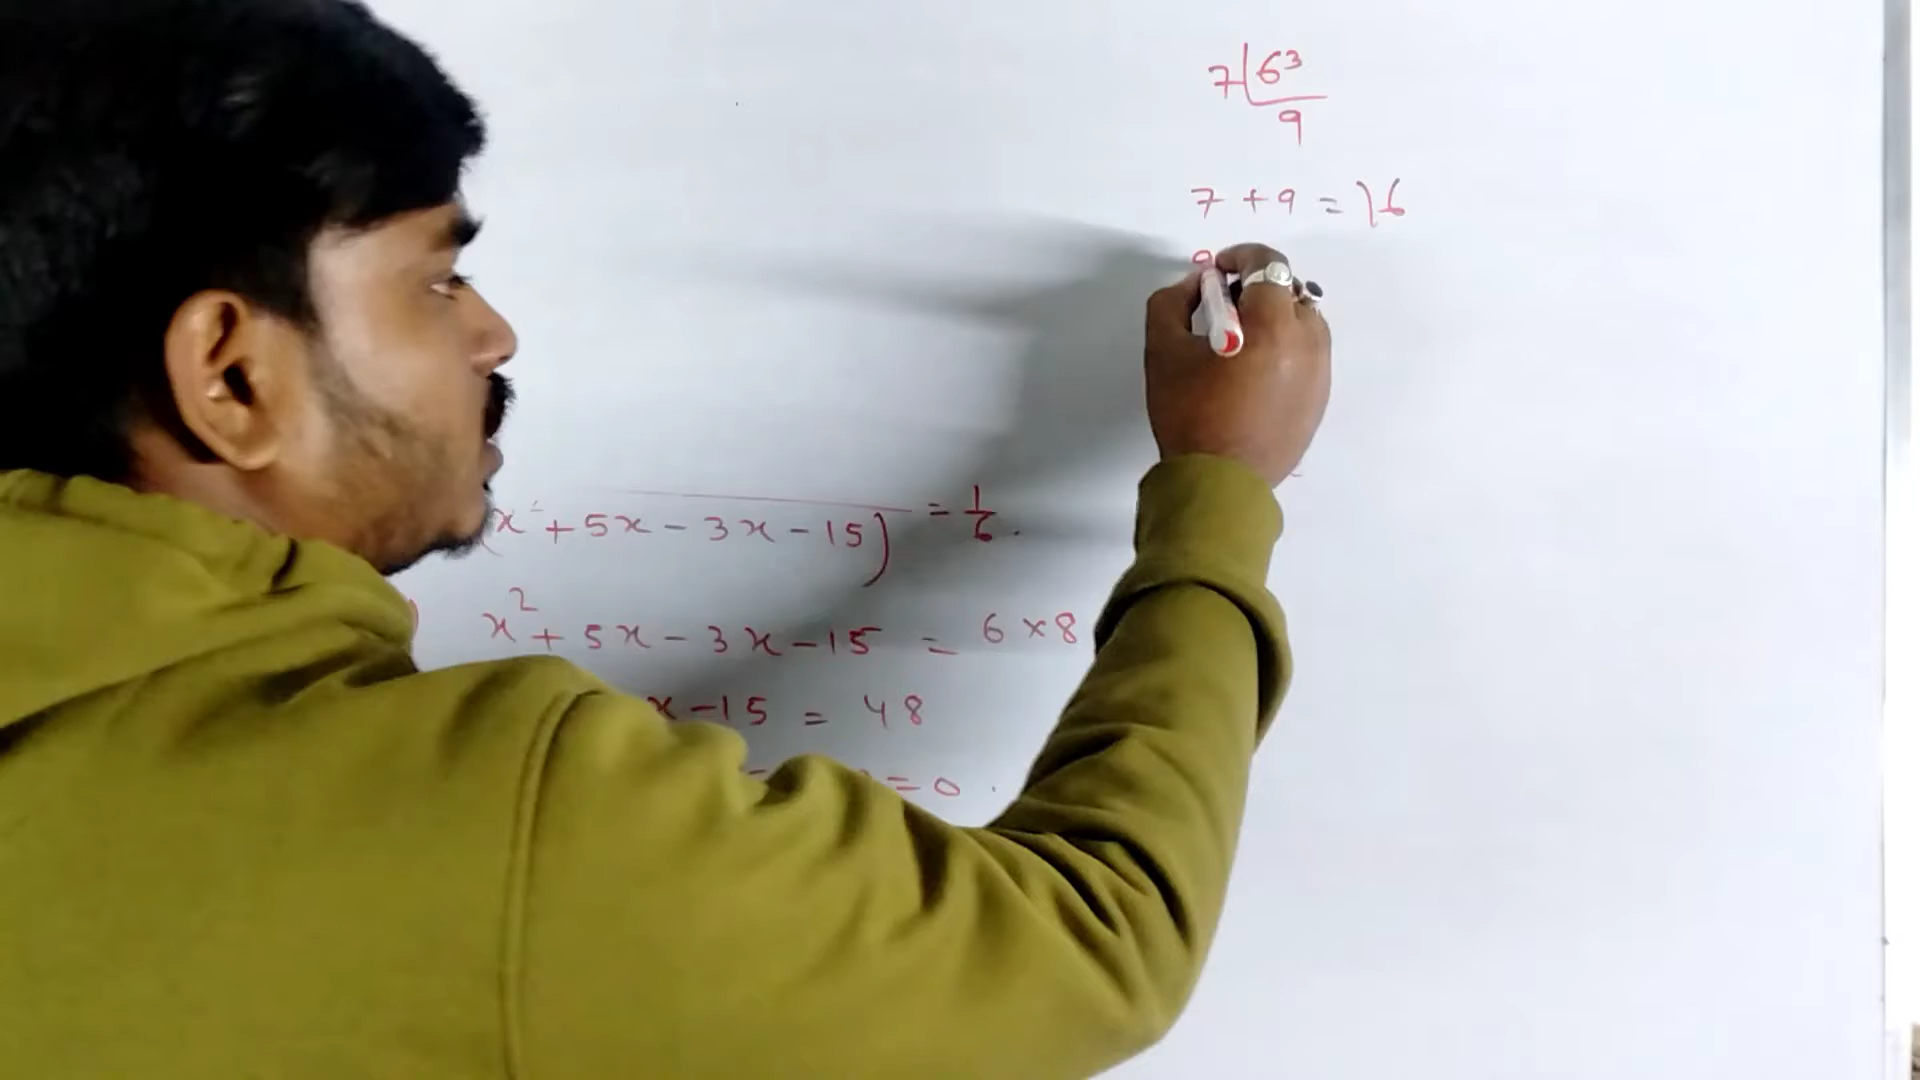 7 63
9
7 + 9 = 16
9
(x² + 5x - 3x - 15) = 1/6.
x² + 5x - 3x - 15 = 6 × 8
x - 15 = 48
= 0.